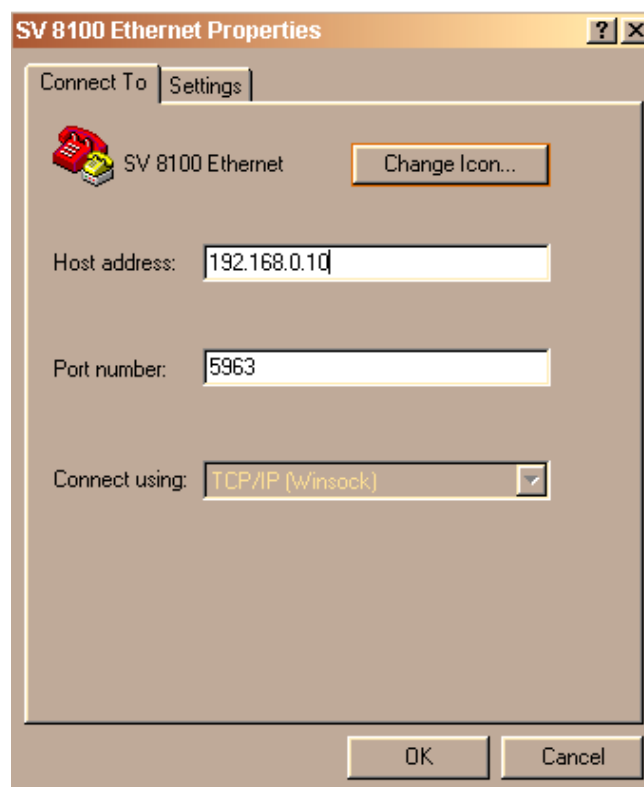 SV 8100 Ethernet Properties
Connect To Settings
SV 8100 Ethernet Change Icon...
Host address: 192.168.0.10
Port number: 5963
Connect using: TCP/IP (Winsock)
OK Cancel